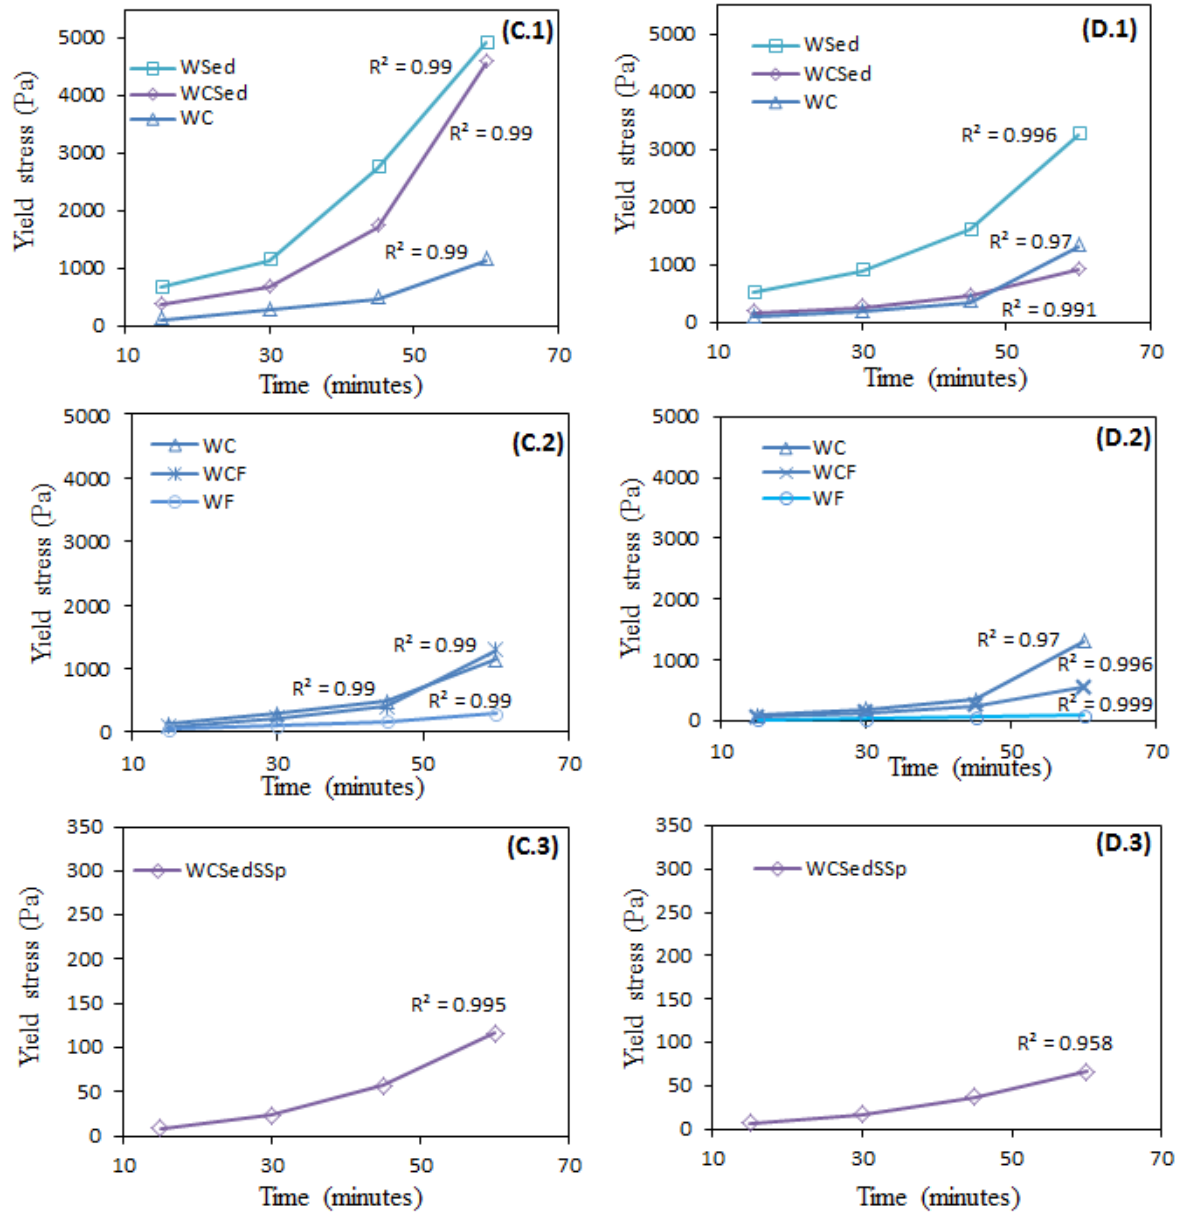 (C.1)
5000
4000
3000
2000
1000
0
10
30
50
70
Yield stress (Pa)
Time (minutes)
WSed
WCSed
WC
R² = 0.99
R² = 0.99
R² = 0.99
(D.1)
5000
4000
3000
2000
1000
0
10
30
50
70
Yield stress (Pa)
Time (minutes)
WSed
WCSed
WC
R² = 0.996
R² = 0.97
R² = 0.991
(C.2)
5000
4000
3000
2000
1000
0
10
30
50
70
Yield stress (Pa)
Time (minutes)
WC
WCF
WF
R² = 0.99
R² = 0.99
R² = 0.99
(D.2)
5000
4000
3000
2000
1000
0
10
30
50
70
Yield stress (Pa)
Time (minutes)
WC
WCF
WF
R² = 0.97
R² = 0.996
R² = 0.999
(C.3)
350
300
250
200
150
100
50
0
10
30
50
70
Yield stress (Pa)
Time (minutes)
WCSedSSp
R² = 0.995
(D.3)
350
300
250
200
150
100
50
0
10
30
50
70
Yield stress (Pa)
Time (minutes)
WCSedSSp
R² = 0.958